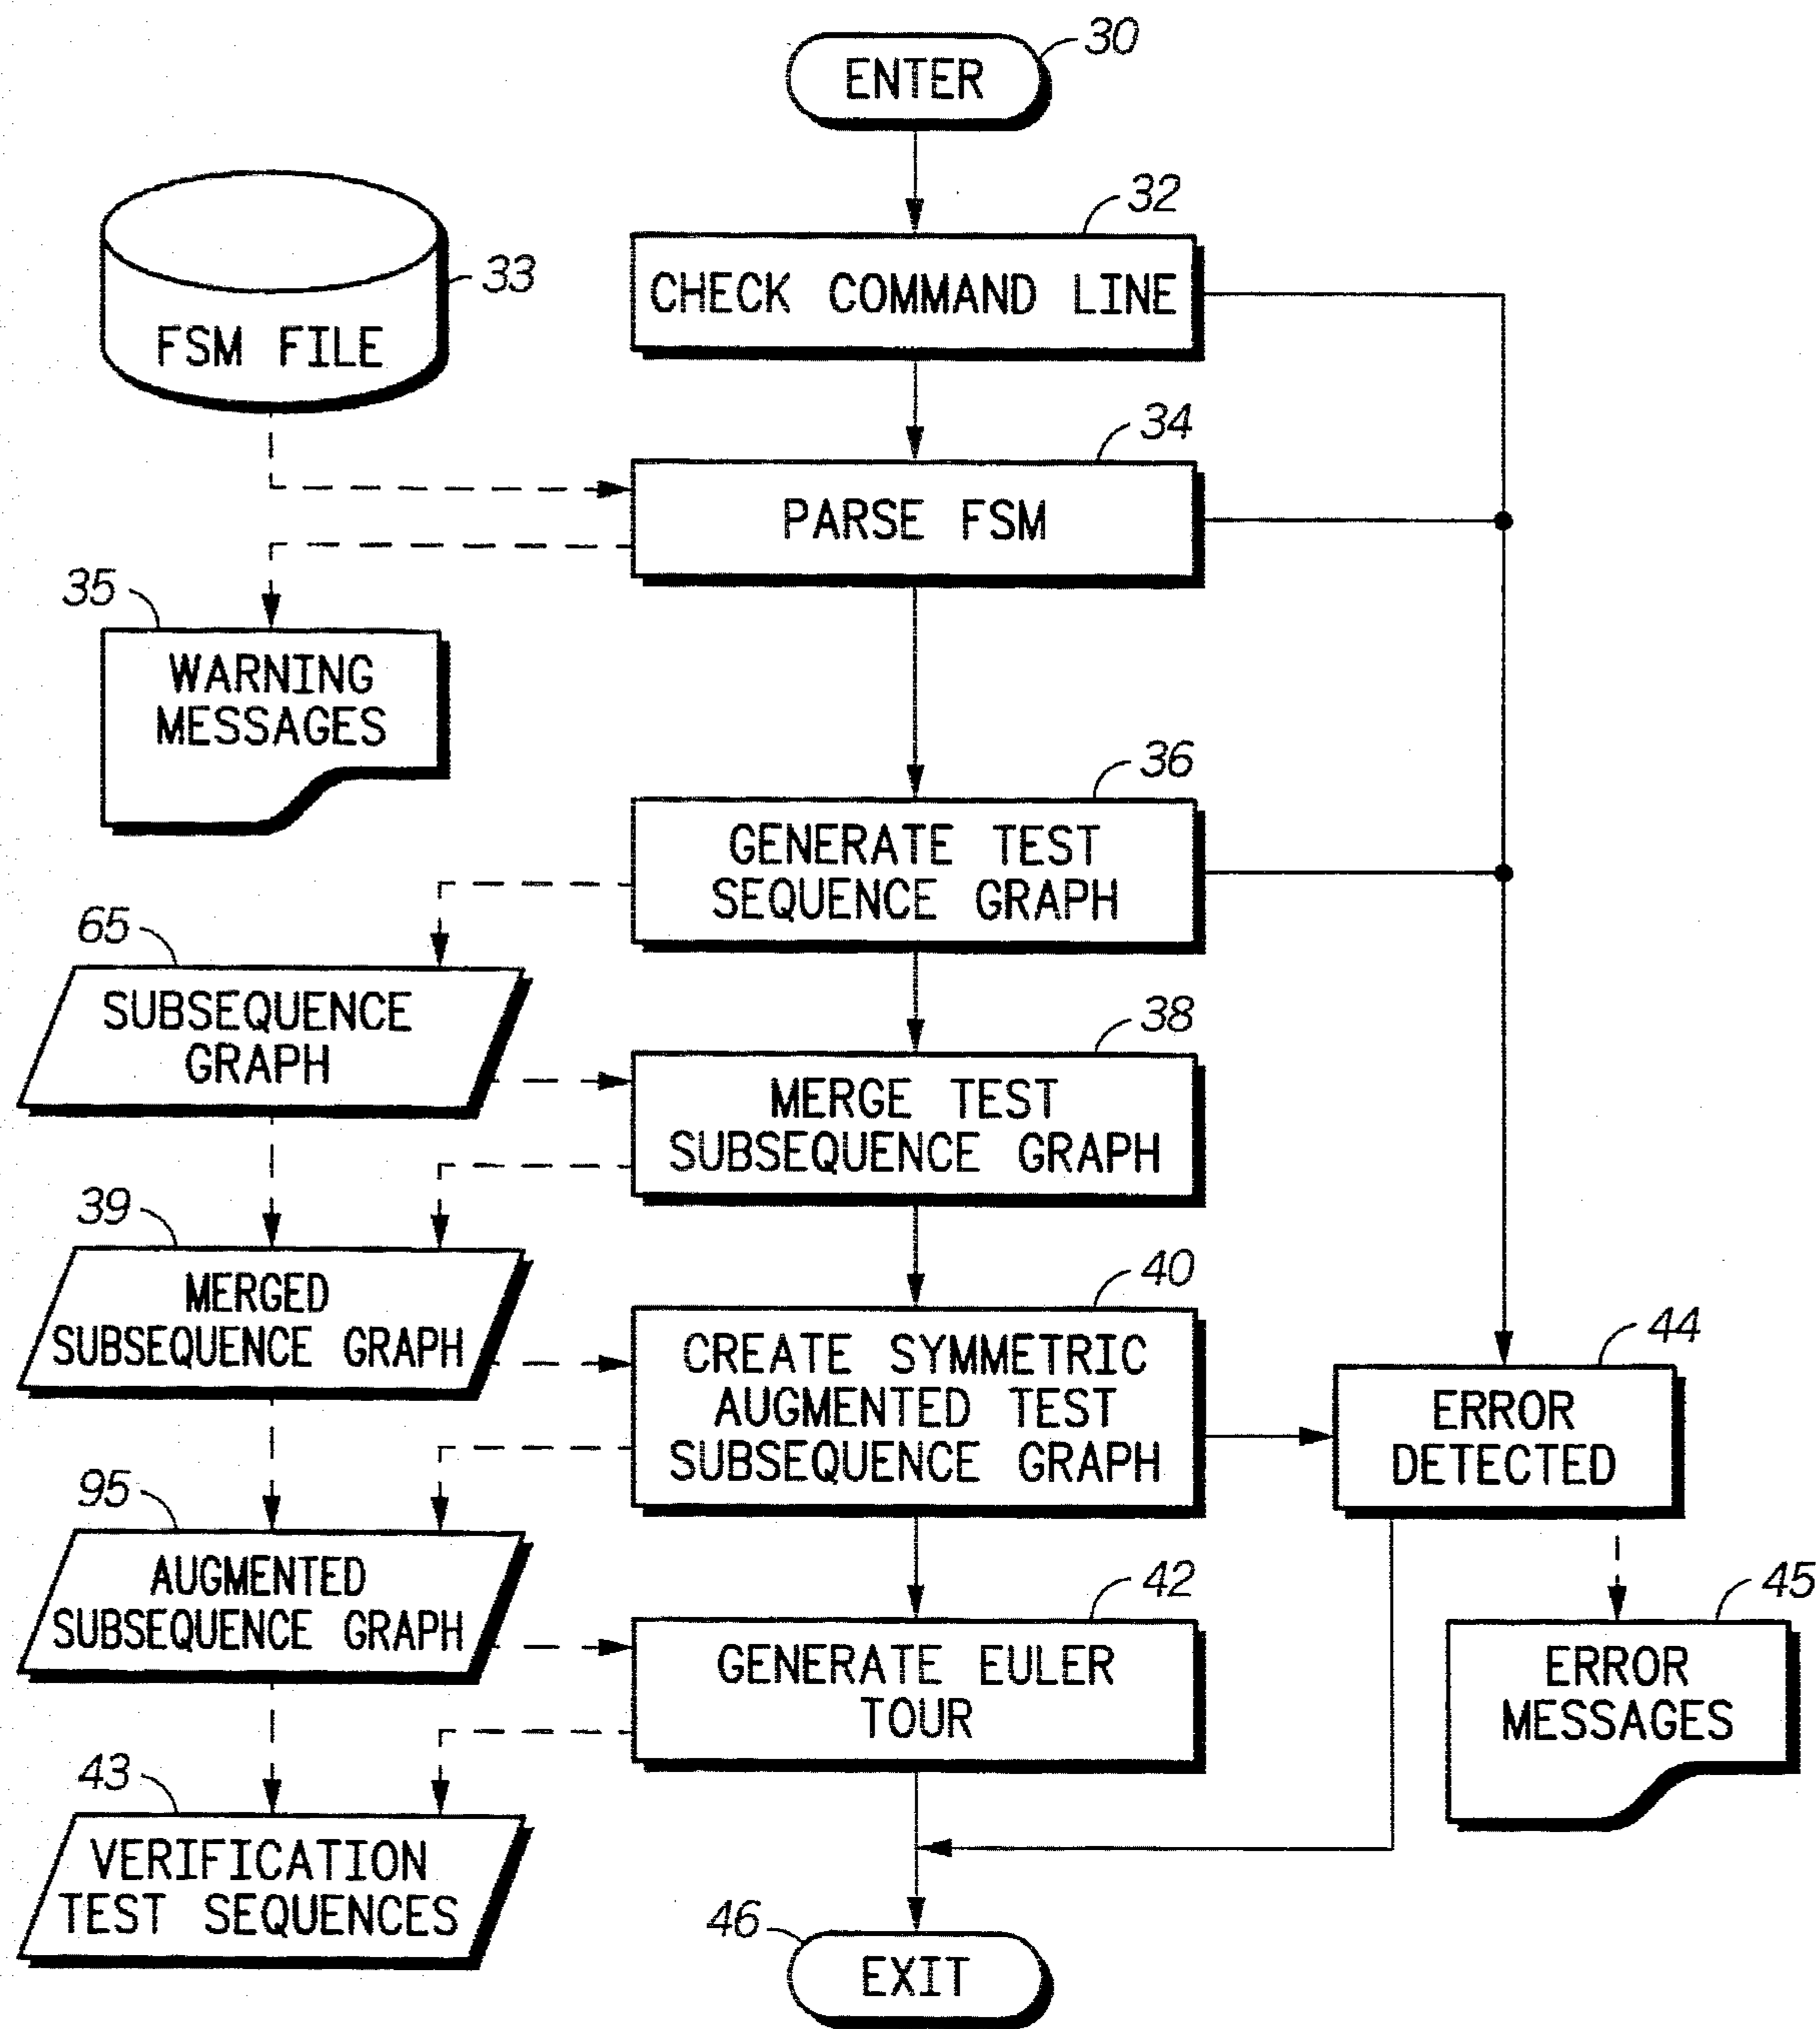 30
ENTER
32
CHECK COMMAND LINE
33
FSM FILE
34
PARSE FSM
35
WARNING
MESSAGES
36
GENERATE TEST
SEQUENCE GRAPH
65
SUBSEQUENCE
GRAPH
38
MERGE TEST
SUBSEQUENCE GRAPH
39
MERGED
SUBSEQUENCE GRAPH
40
CREATE SYMMETRIC
AUGMENTED TEST
SUBSEQUENCE GRAPH
44
ERROR
DETECTED
95
AUGMENTED
SUBSEQUENCE GRAPH
42
GENERATE EULER
TOUR
45
ERROR
MESSAGES
43
VERIFICATION
TEST SEQUENCES
46
EXIT